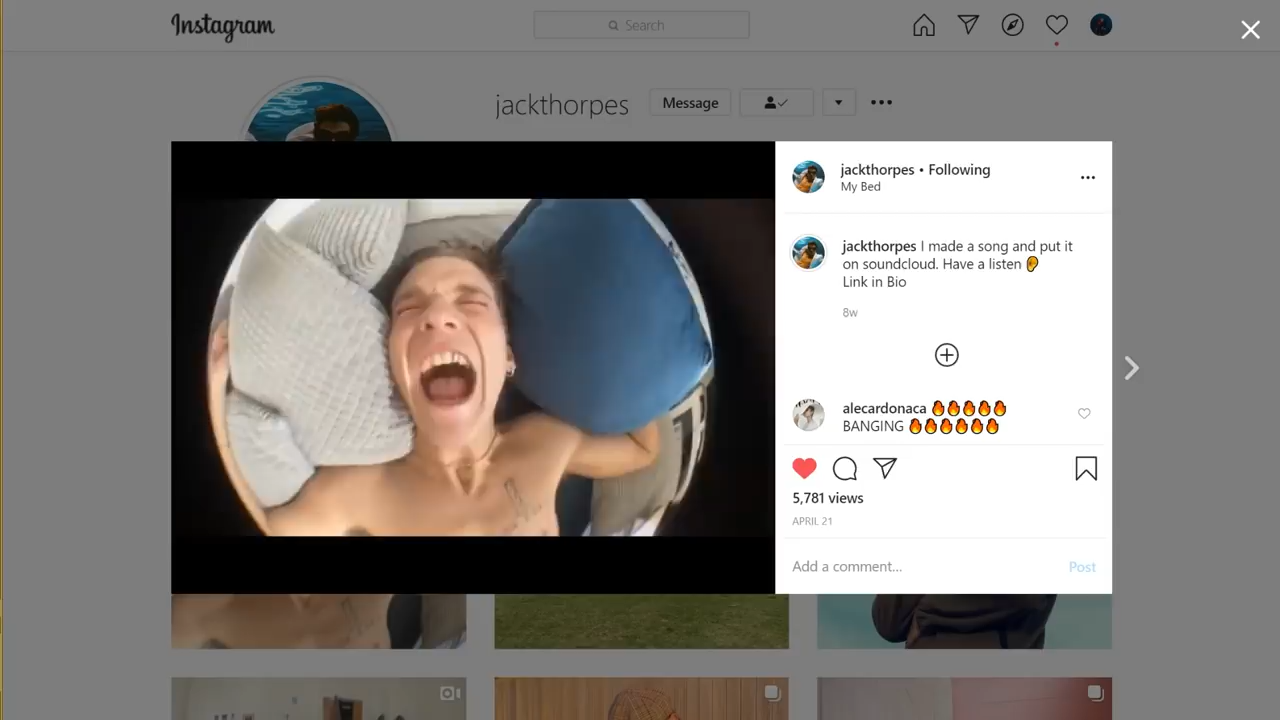 Instagram
Search
jackthorpes
Message
jackthorpes • Following
My Bed
jackthorpes I made a song and put it
on soundcloud. Have a listen 👂
Link in Bio
8w
alecardonaca 🔥🔥🔥🔥🔥
BANGING 🔥🔥🔥🔥🔥🔥
5,781 views
APRIL 21
Add a comment...
Post